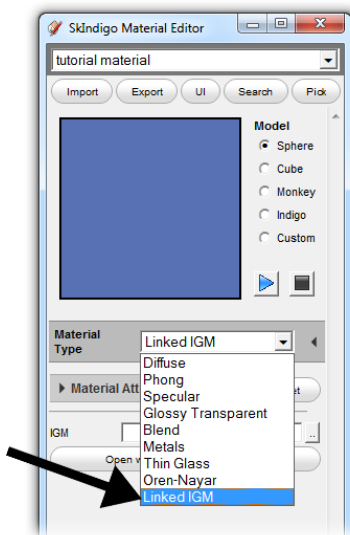 SkIndigo Material Editor
tutorial material
Import Export UI Search Pick
Model
Sphere
Cube
Monkey
Indigo
Custom
Material
Type
Linked IGM
Diffuse
Phong
Specular
Glossy Transparent
Blend
Metals
Thin Glass
Oren-Nayar
Linked IGM
Material Att
IGM
..
Open